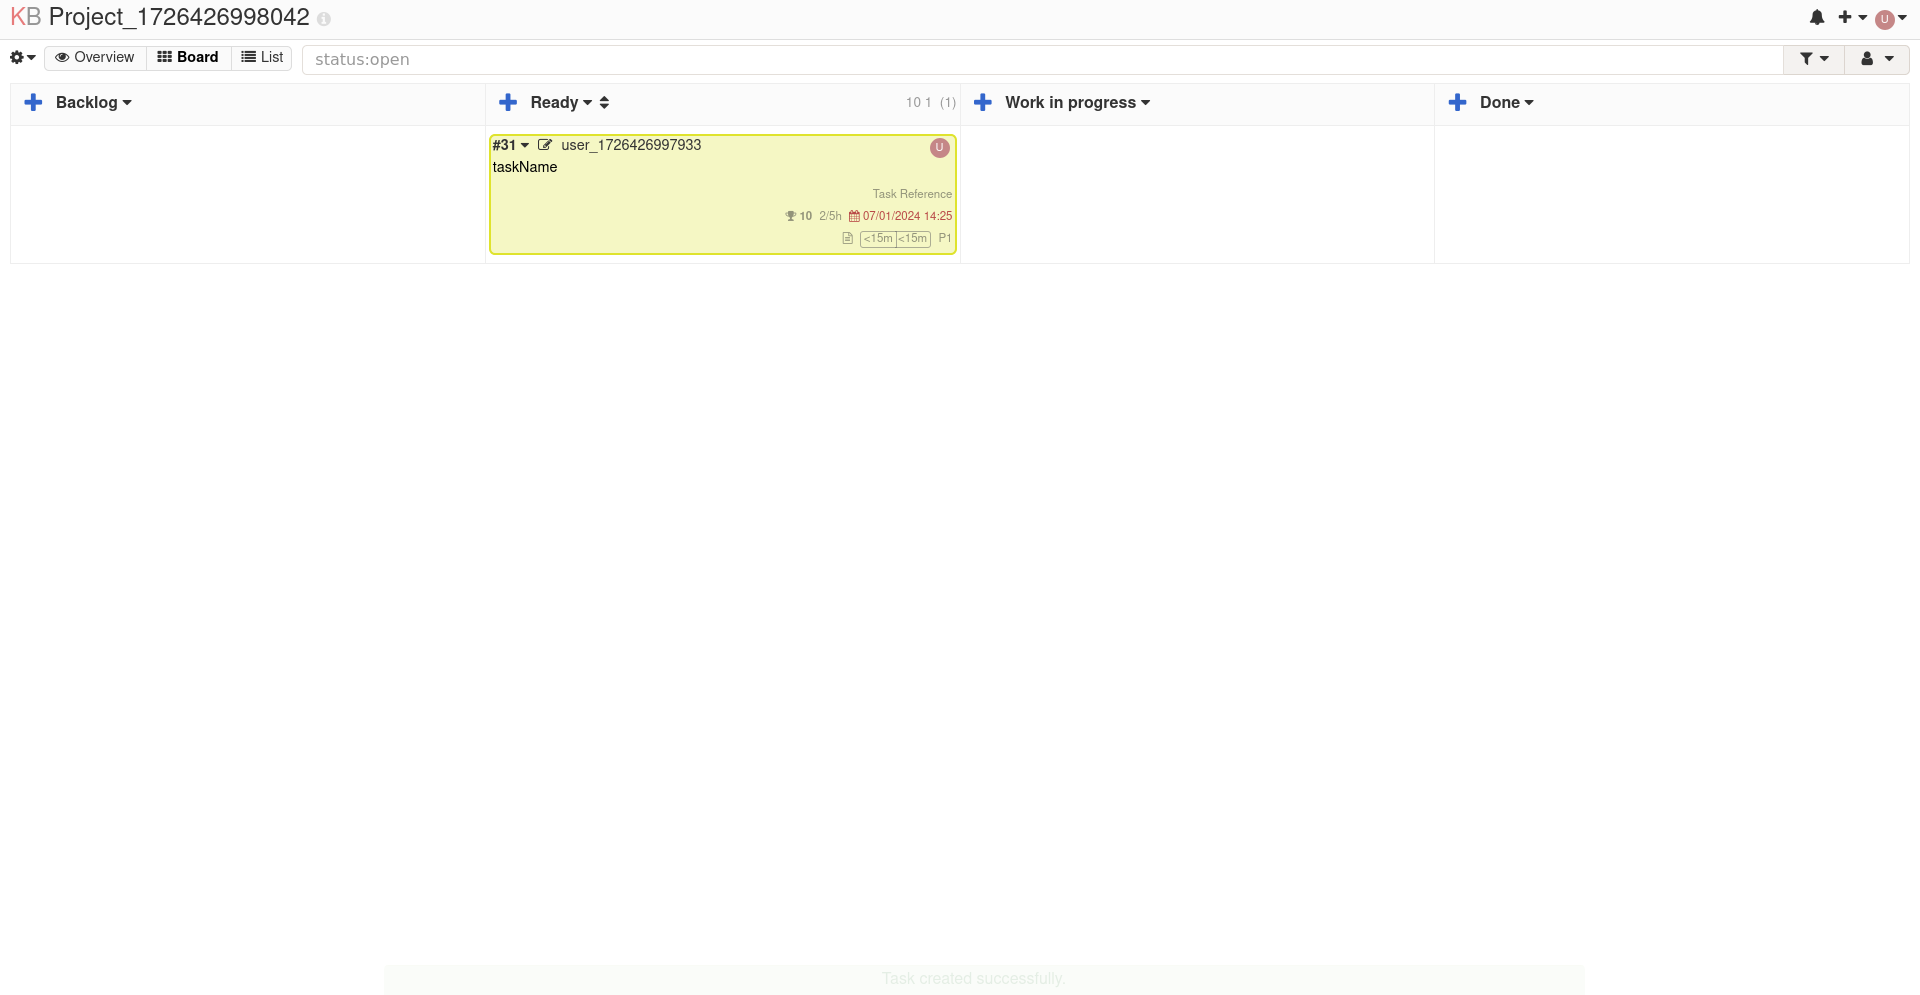 KB Project_1726426998042
U
Overview Board List status:open
Backlog
Ready 10 1 (1)
Work in progress
Done
#31 user_1726426997933 U
taskName
Task Reference
10 2/5h 07/01/2024 14:25
<15m <15m P1
Task created successfully.